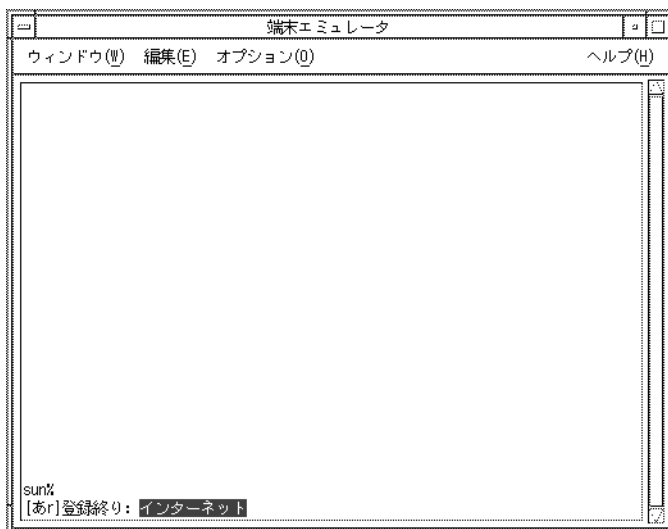 端末エミュレータ
ウィンドウ(W) 編集(E) オプション(O) ヘルプ(H)
sun%
[あr]登録終り: インターネット